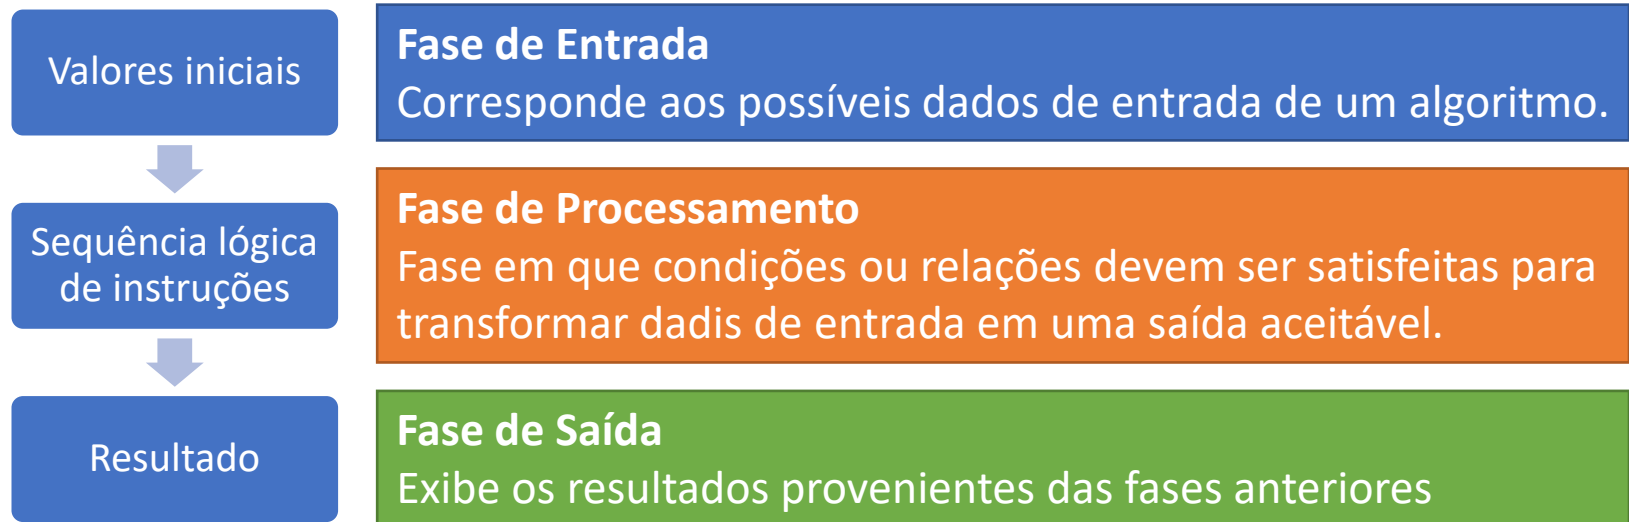 Valores iniciais
Fase de Entrada
Corresponde aos possíveis dados de entrada de um algoritmo.
Sequência lógica
de instruções
Fase de Processamento
Fase em que condições ou relações devem ser satisfeitas para
transformar dadis de entrada em uma saída aceitável.
Resultado
Fase de Saída
Exibe os resultados provenientes das fases anteriores